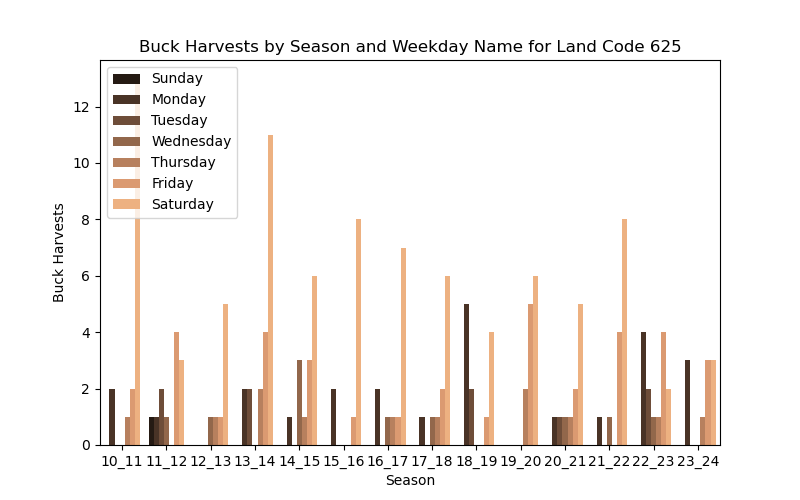 Buck Harvests by Season and Weekday Name for Land Code 625
Sunday
Monday
Tuesday
Wednesday
Thursday
Friday
Saturday
12
10
8
6
4
2
0
Buck Harvests
10_11 11_12 12_13 13_14 14_15 15_16 16_17 17_18 18_19 19_20 20_21 21_22 22_23 23_24
Season